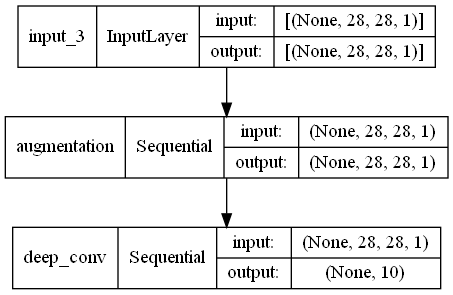 input_3 InputLayer input: [(None, 28, 28, 1)]
output: [(None, 28, 28, 1)]
augmentation Sequential input: (None, 28, 28, 1)
output: (None, 28, 28, 1)
deep_conv Sequential input: (None, 28, 28, 1)
output: (None, 10)